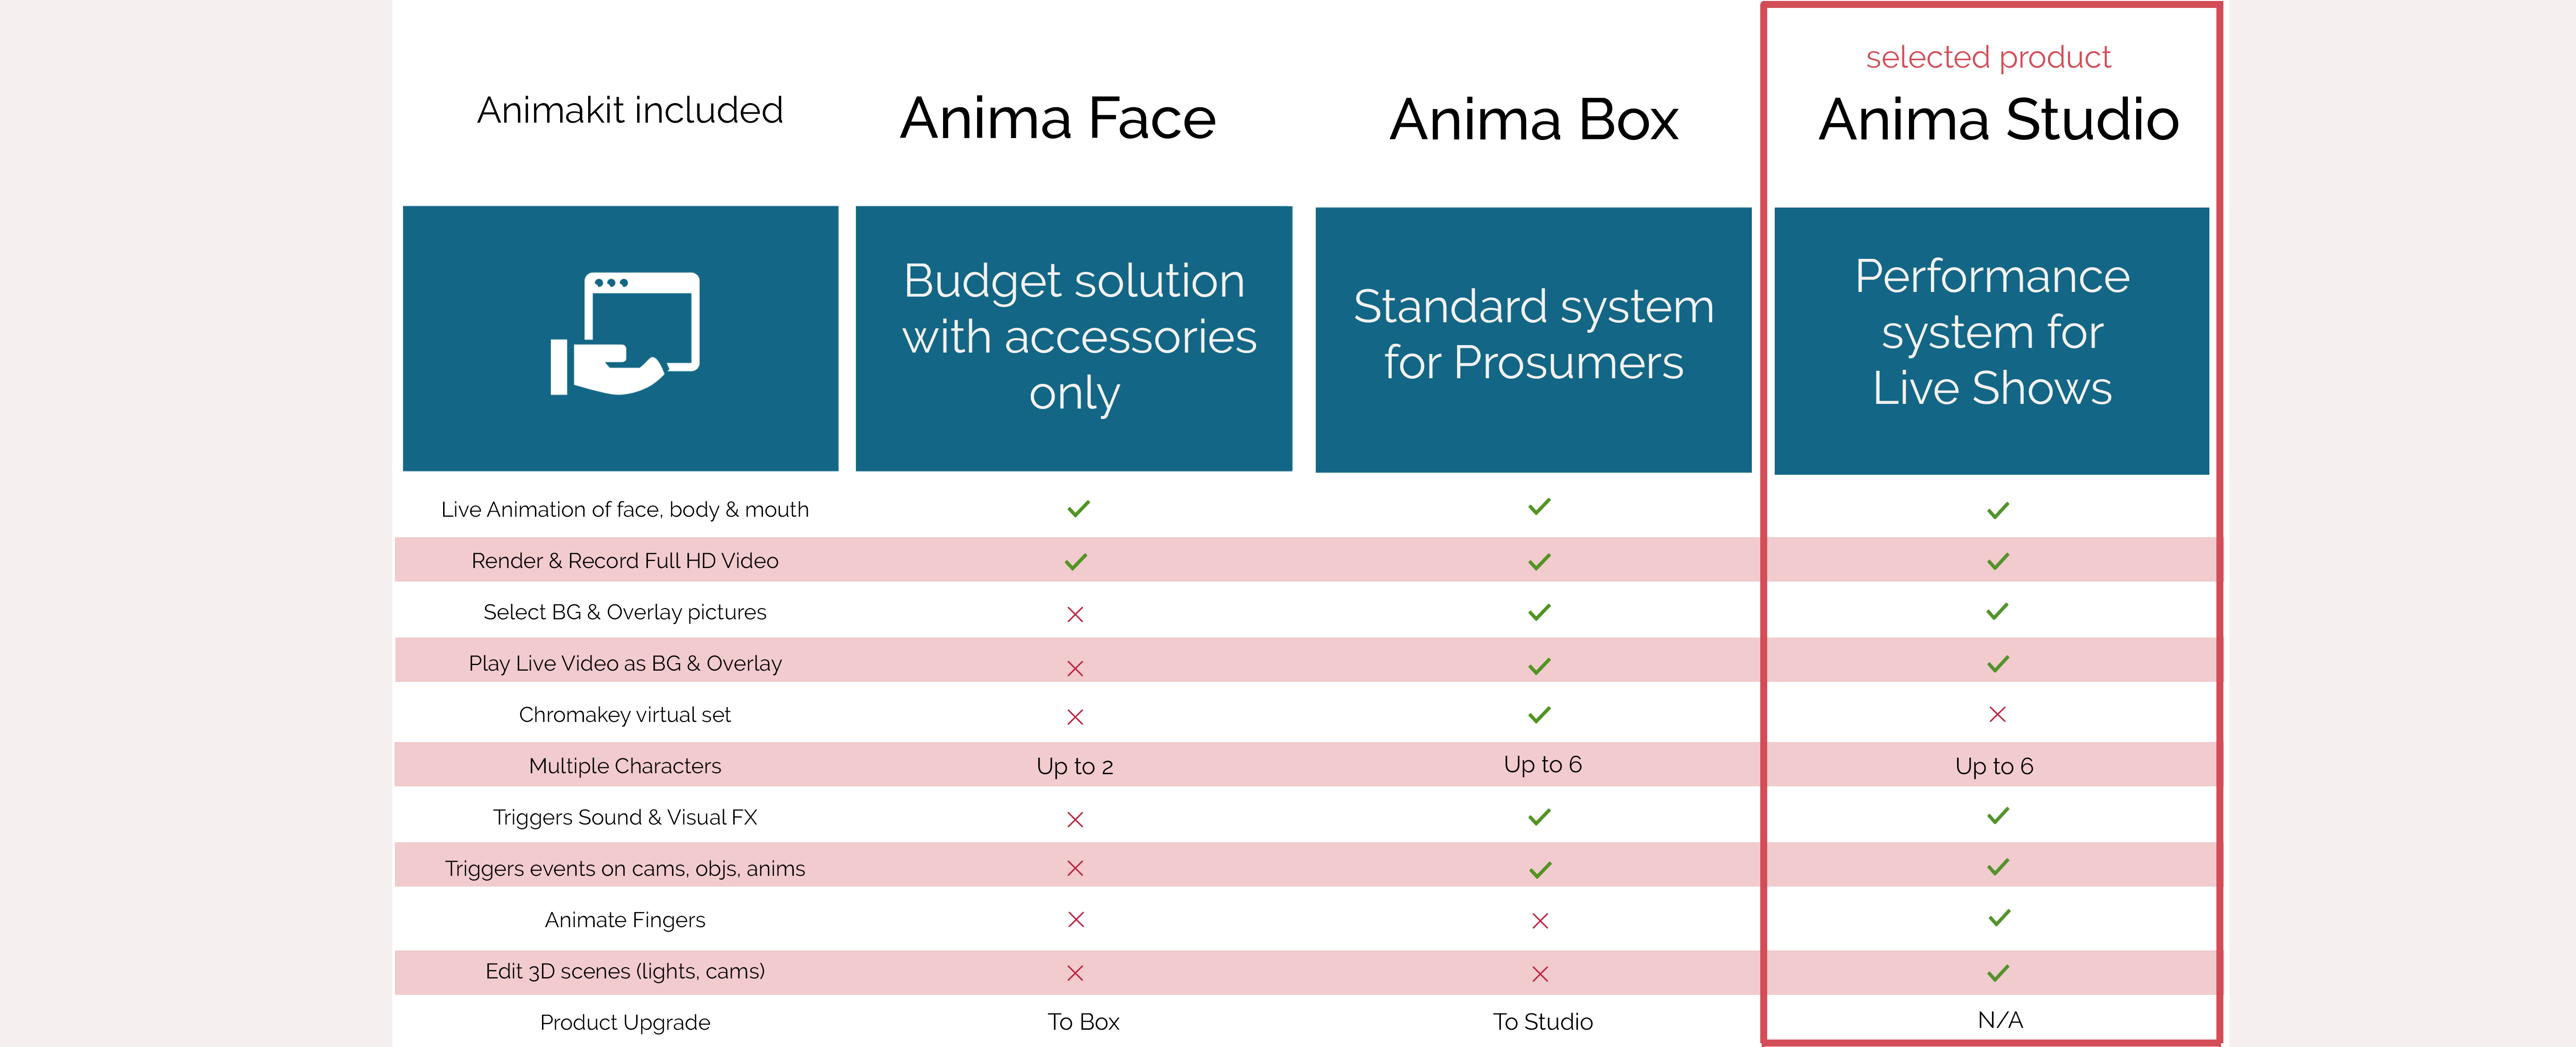 selected product
Animakit included
Anima Face
Anima Box
Anima Studio
Budget solution
with accessories
only
Standard system
for Prosumers
Performance
system for
Live Shows
Live Animation of face, body & mouth
Render & Record Full HD Video
Select BG & Overlay pictures
Play Live Video as BG & Overlay
Chromakey virtual set
Multiple Characters Up to 2 Up to 6 Up to 6
Triggers Sound & Visual FX
Triggers events on cams, objs, anims
Animate Fingers
Edit 3D scenes (lights, cams)
Product Upgrade To Box To Studio N/A